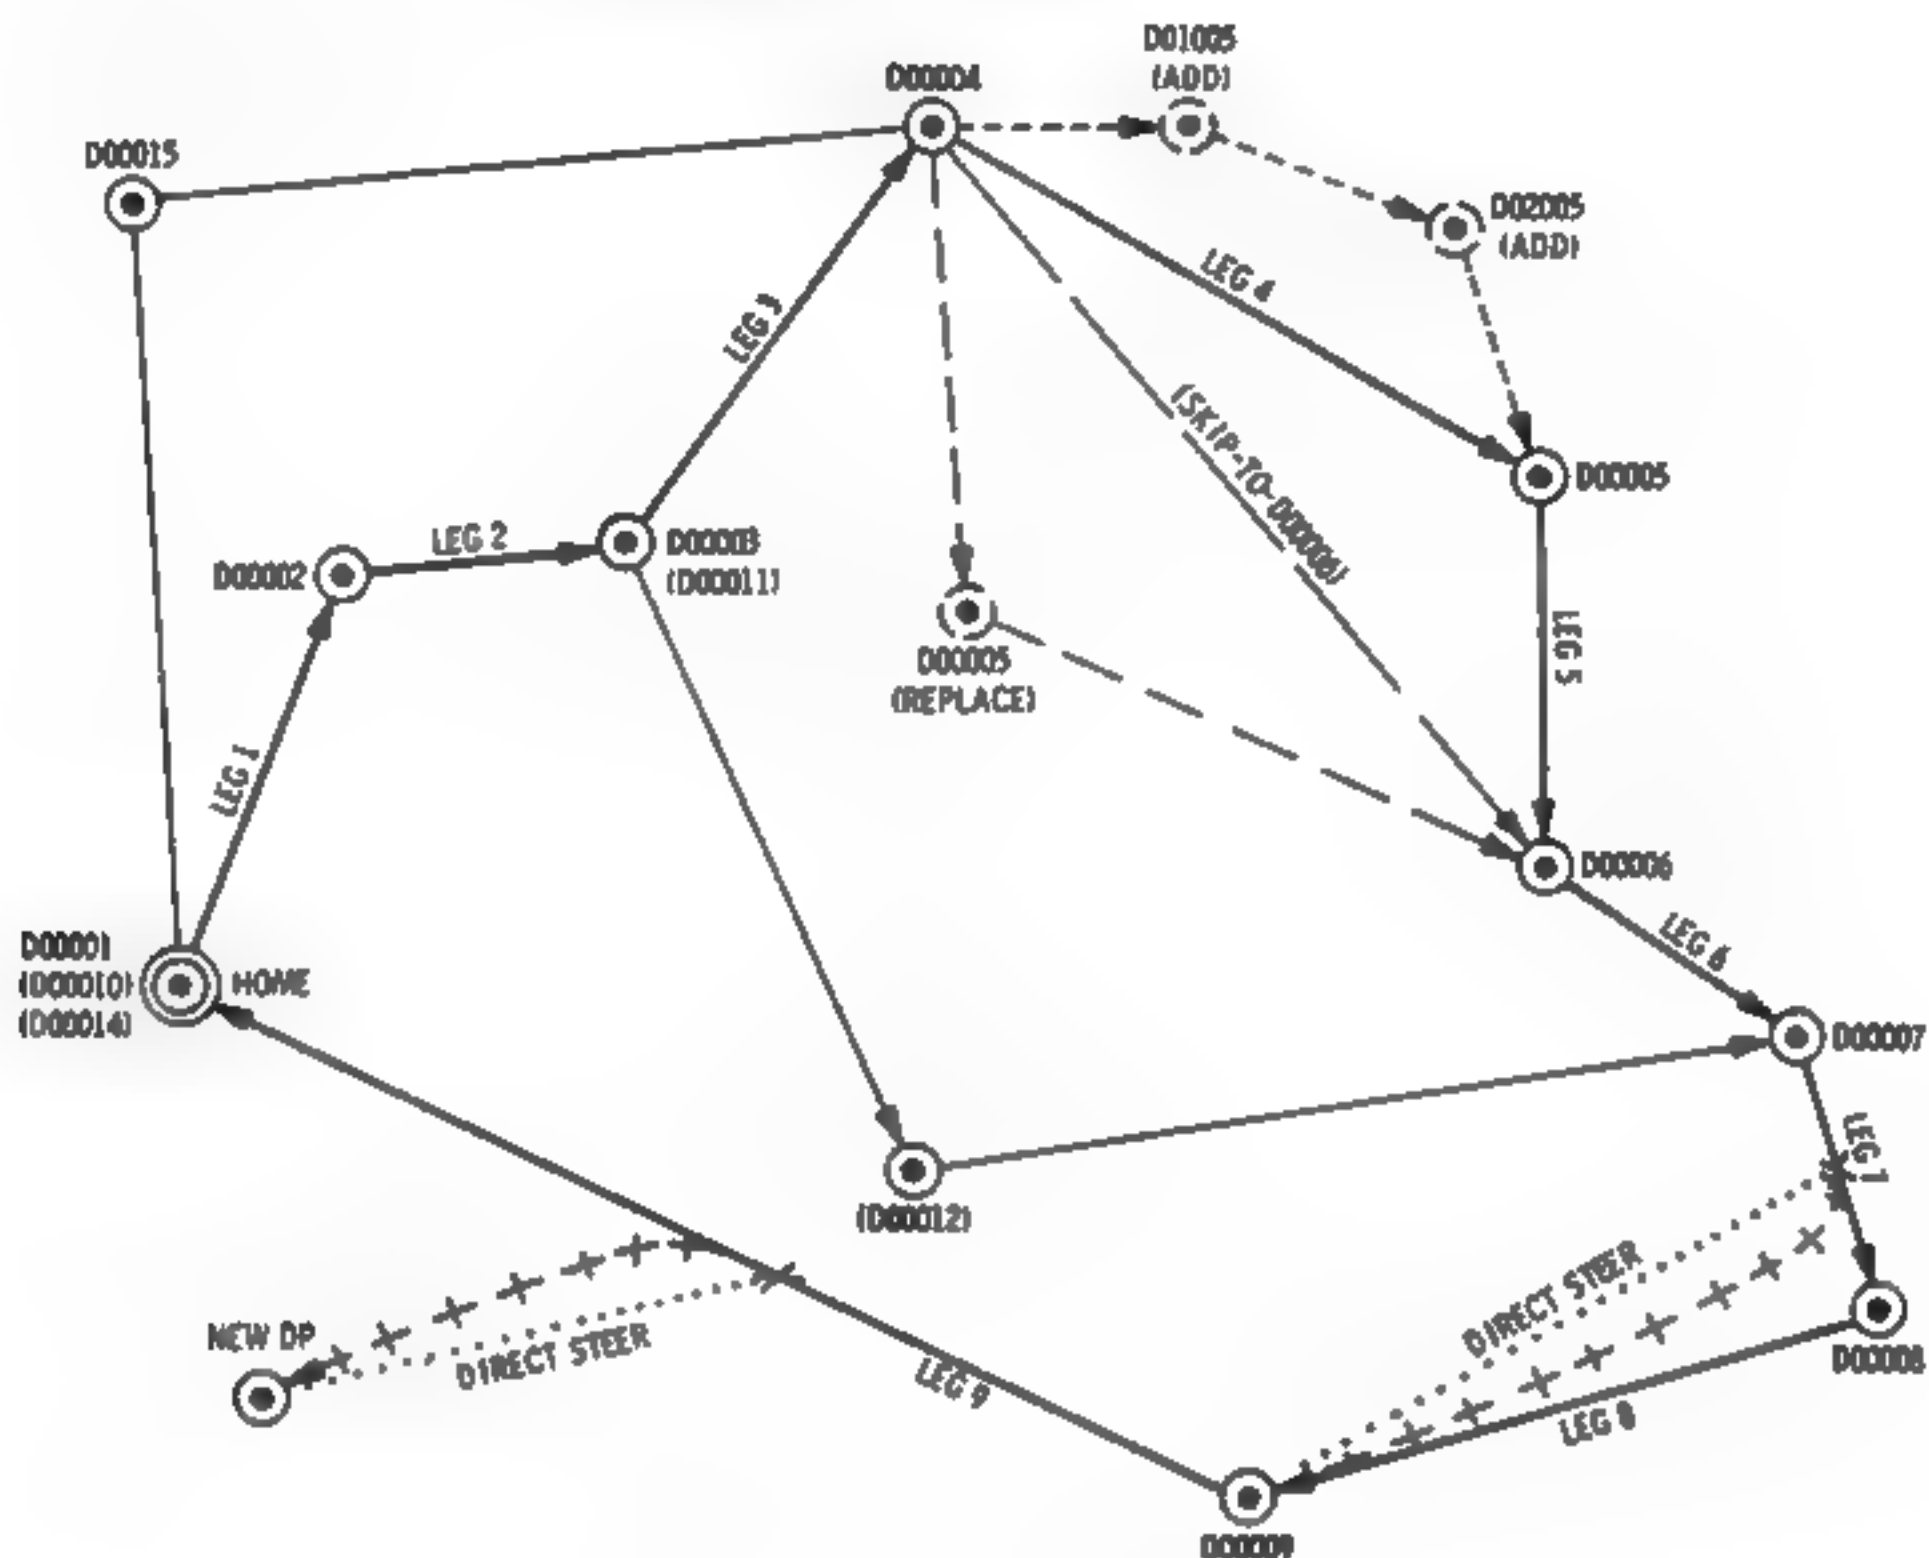 D01005
(ADD)
D00004
D00015
D02005
(ADD)
LEG 4
LEG 3
(SKIP-TO-D00006)
D00005
LEG 2
D00003
(D00011)
D00002
LEG 5
D00005
(REPLACE)
LEG 1
D00006
LEG 6
D00001
(D00010)
(D00014)
HOME
D00007
LEG 7
(D00012)
DIRECT STEER
NEW DP
DIRECT STEER
D00008
LEG 9
LEG 8
D00009